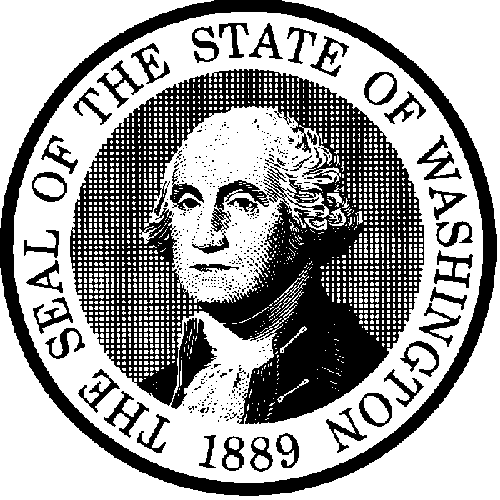 THE SEAL OF THE STATE OF WASHINGTON
1889